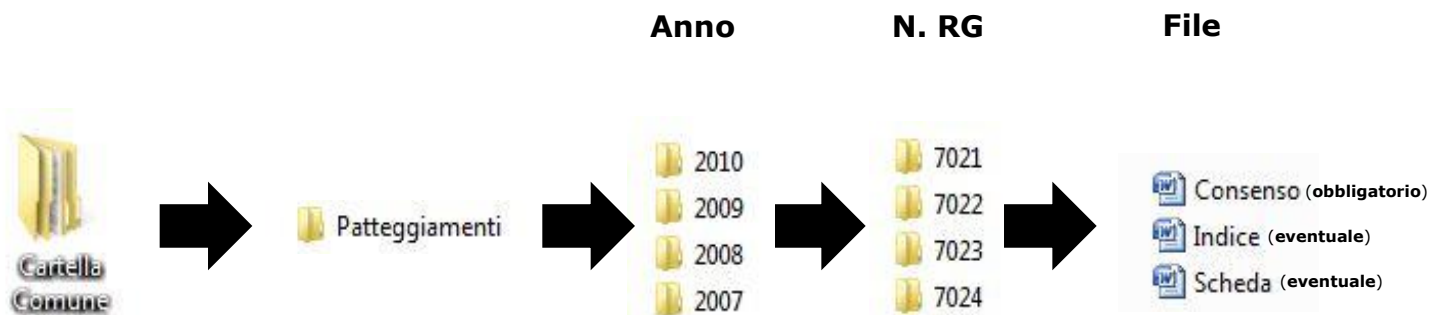 Anno N. RG File
Cartella
Comune
Patteggiamenti
2010
2009
2008
2007
7021
7022
7023
7024
Consenso (obbligatorio)
Indice (eventuale)
Scheda (eventuale)